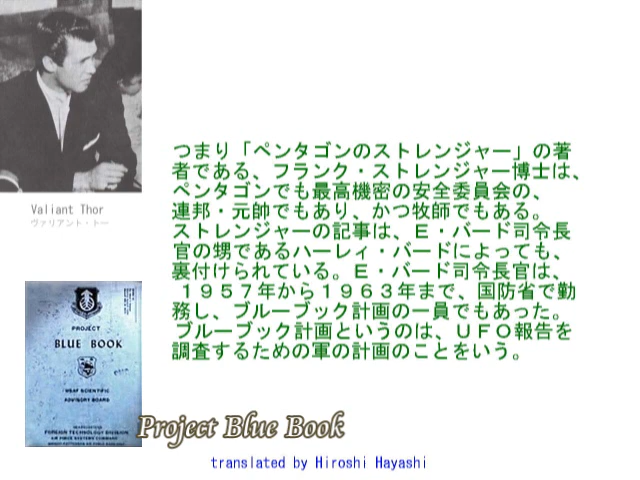 つまり「ペンタゴンのストレンジャー」の著
者である、フランク・ストレンジャー博士は、
ペンタゴンでも最高機密の安全委員会の、
連邦・元帥でもあり、かつ牧師でもある。
ストレンジャーの記事は、Ｅ・バード司令長
官の甥であるハーレィ・バードによっても、
裏付けられている。Ｅ・バード司令長官は、
１９５７年から１９６３年まで、国防省で勤
務し、ブルーブック計画の一員でもあった。
ブルーブック計画というのは、ＵＦＯ報告を
調査するための軍の計画のことをいう。
Valiant Thor
ヴァリアント・トー
PROJECT
BLUE BOOK
USAF SCIENTIFIC
ADVISORY BOARD
FOREIGN TECHNOLOGY DIVISION
Project Blue Book
translated by Hiroshi Hayashi